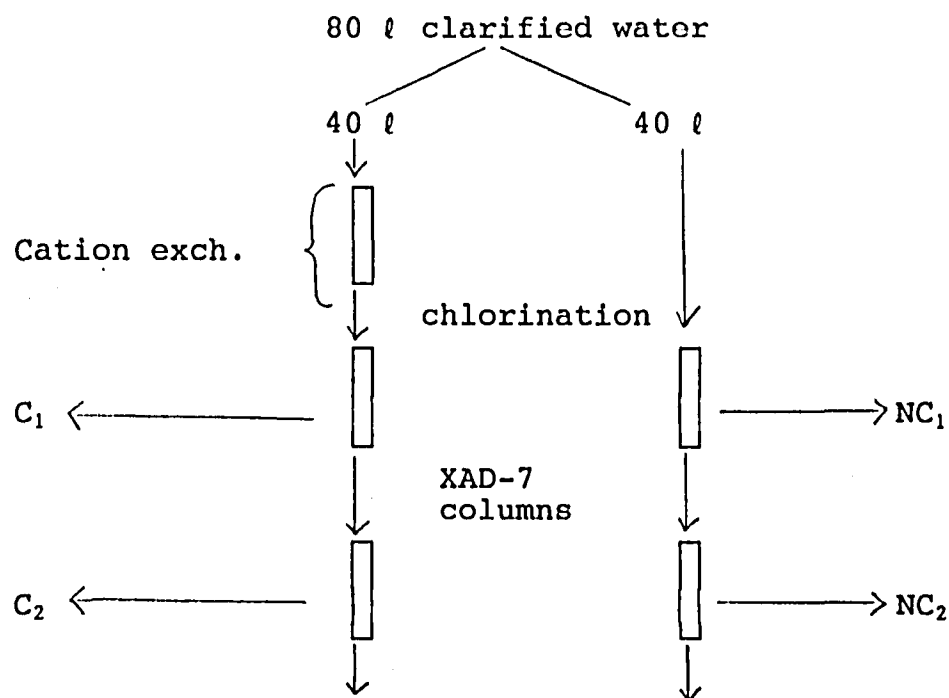 80 ℓ clarified water
40 ℓ
40 ℓ
Cation exch.
chlorination
C₁
NC₁
XAD-7
columns
C₂
NC₂